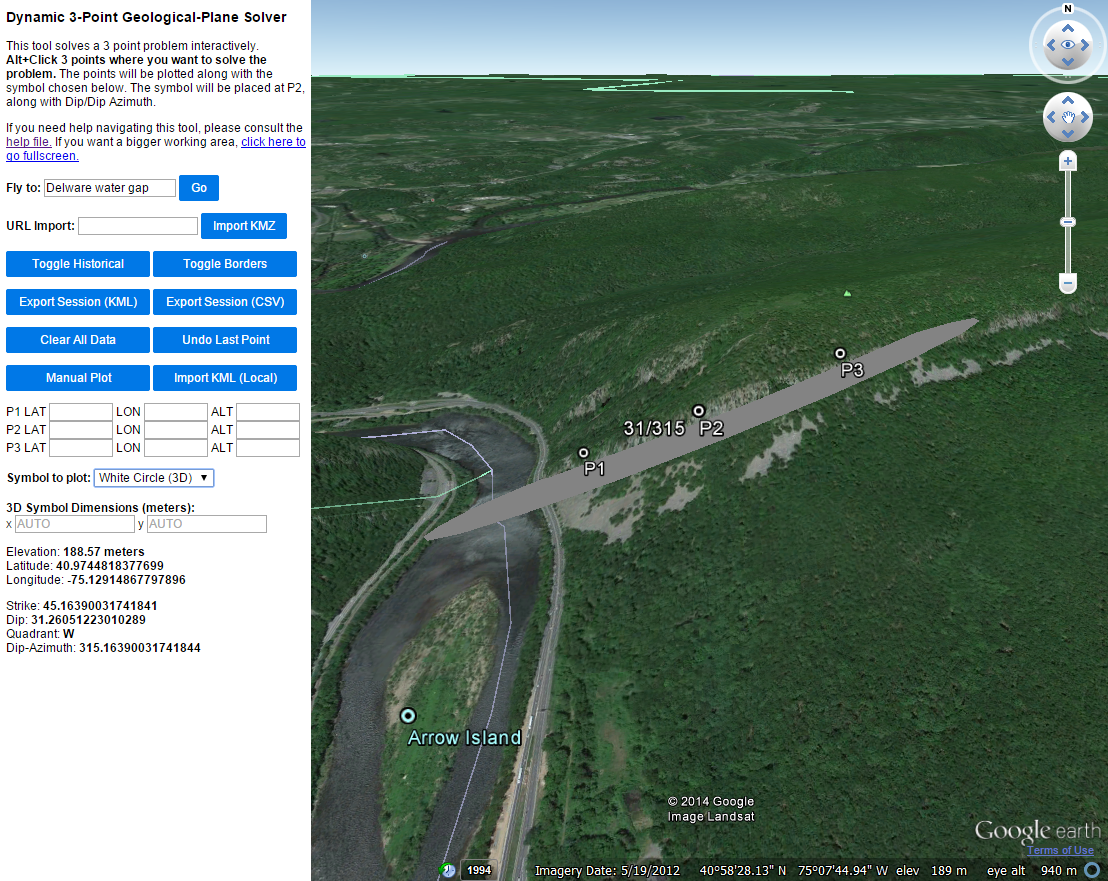 Dynamic 3-Point Geological-Plane Solver
This tool solves a 3 point problem interactively.
Alt+Click 3 points where you want to solve the
problem. The points will be plotted along with the
symbol chosen below. The symbol will be placed at P2,
along with Dip/Dip Azimuth.
If you need help navigating this tool, please consult the
help file. If you want a bigger working area, click here to
go fullscreen.
Fly to: Delware water gap Go
URL Import: Import KMZ
Toggle Historical Toggle Borders
Export Session (KML) Export Session (CSV)
Clear All Data Undo Last Point
Manual Plot Import KML (Local)
P1 LAT LON ALT
P2 LAT LON ALT
P3 LAT LON ALT
Symbol to plot: White Circle (3D) ▼
3D Symbol Dimensions (meters):
x AUTO y AUTO
Elevation: 188.57 meters
Latitude: 40.9744818377699
Longitude: -75.12914867797896
Strike: 45.16390031741841
Dip: 31.26051223010289
Quadrant: W
Dip-Azimuth: 315.16390031741844
N
P3
31/315 P2
P1
Arrow Island
© 2014 Google
Image Landsat
Google earth
Terms of Use
1994 Imagery Date: 5/19/2012 40°58'28.13" N 75°07'44.94" W elev 189 m eye alt 940 m